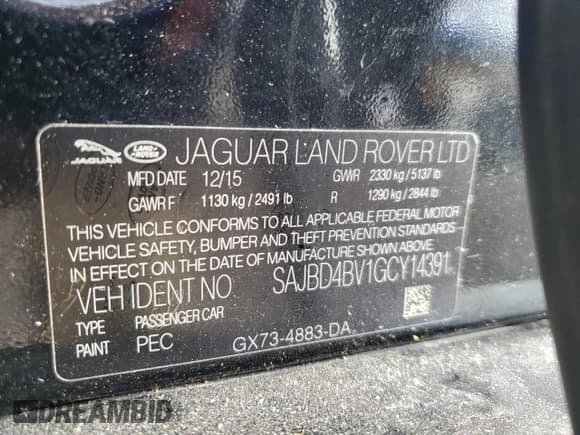 JAGUAR LAND-ROVER JAGUAR LAND ROVER LTD
MFD DATE 12/15 GVWR 2330 kg / 5137 lb
GAWR F 1130 kg / 2491 lb R 1290 kg / 2844 lb
THIS VEHICLE CONFORMS TO ALL APPLICABLE FEDERAL MOTOR
VEHICLE SAFETY, BUMPER AND THEFT PREVENTION STANDARDS
IN EFFECT ON THE DATE OF MANUFACTURE SHOWN ABOVE.
VEH IDENT NO SAJBD4BV1GCY14391
TYPE PASSENGER CAR
PAINT PEC GX73-4883-DA
DREAMBID